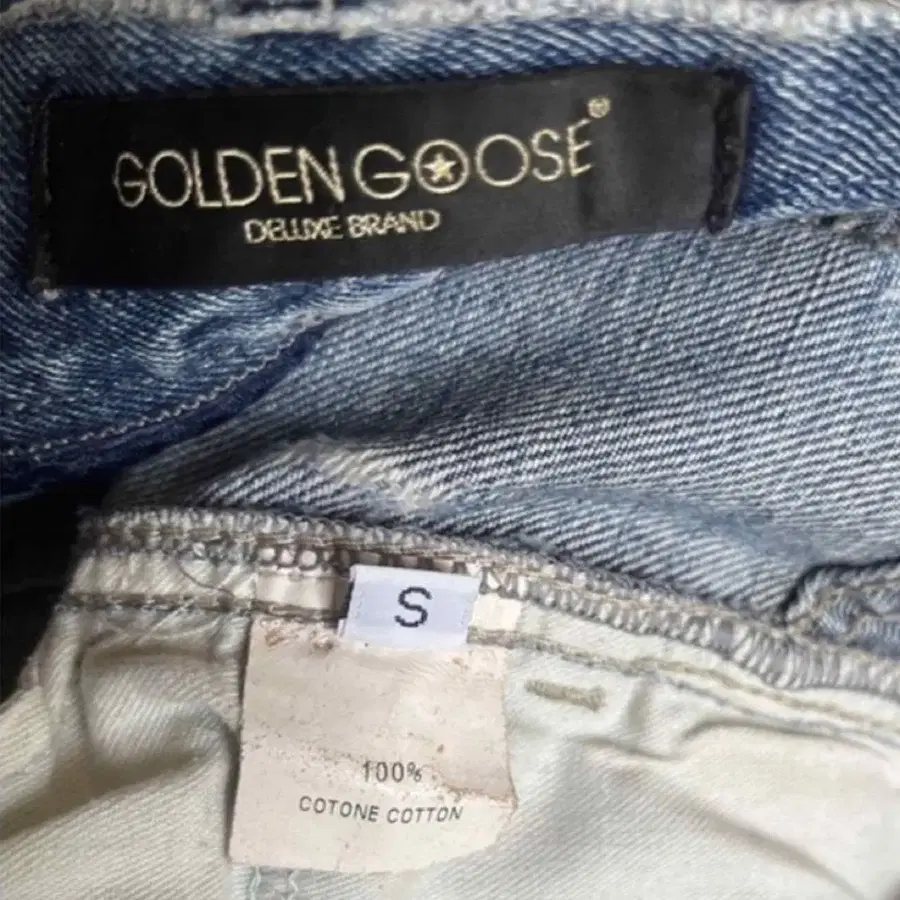 GOLDEN GOOSE®
DELUXE BRAND
S
100%
COTONE COTTON